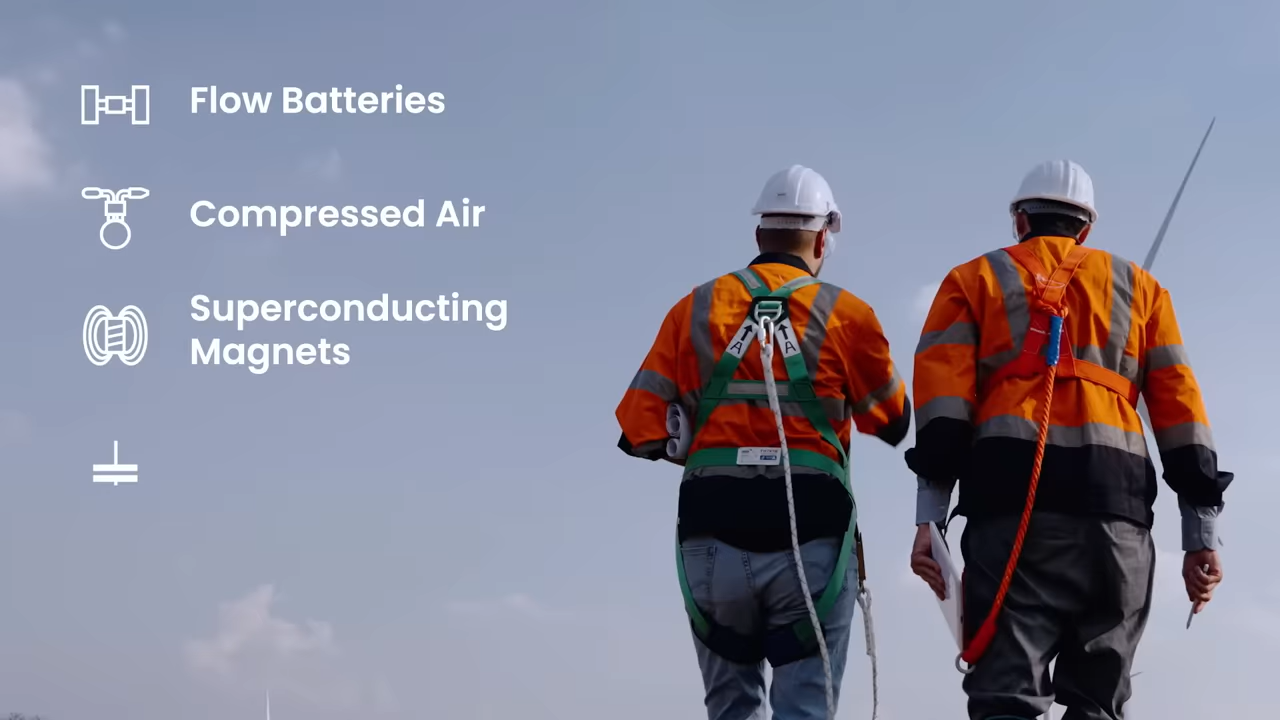 Flow Batteries
Compressed Air
Superconducting
Magnets
A A